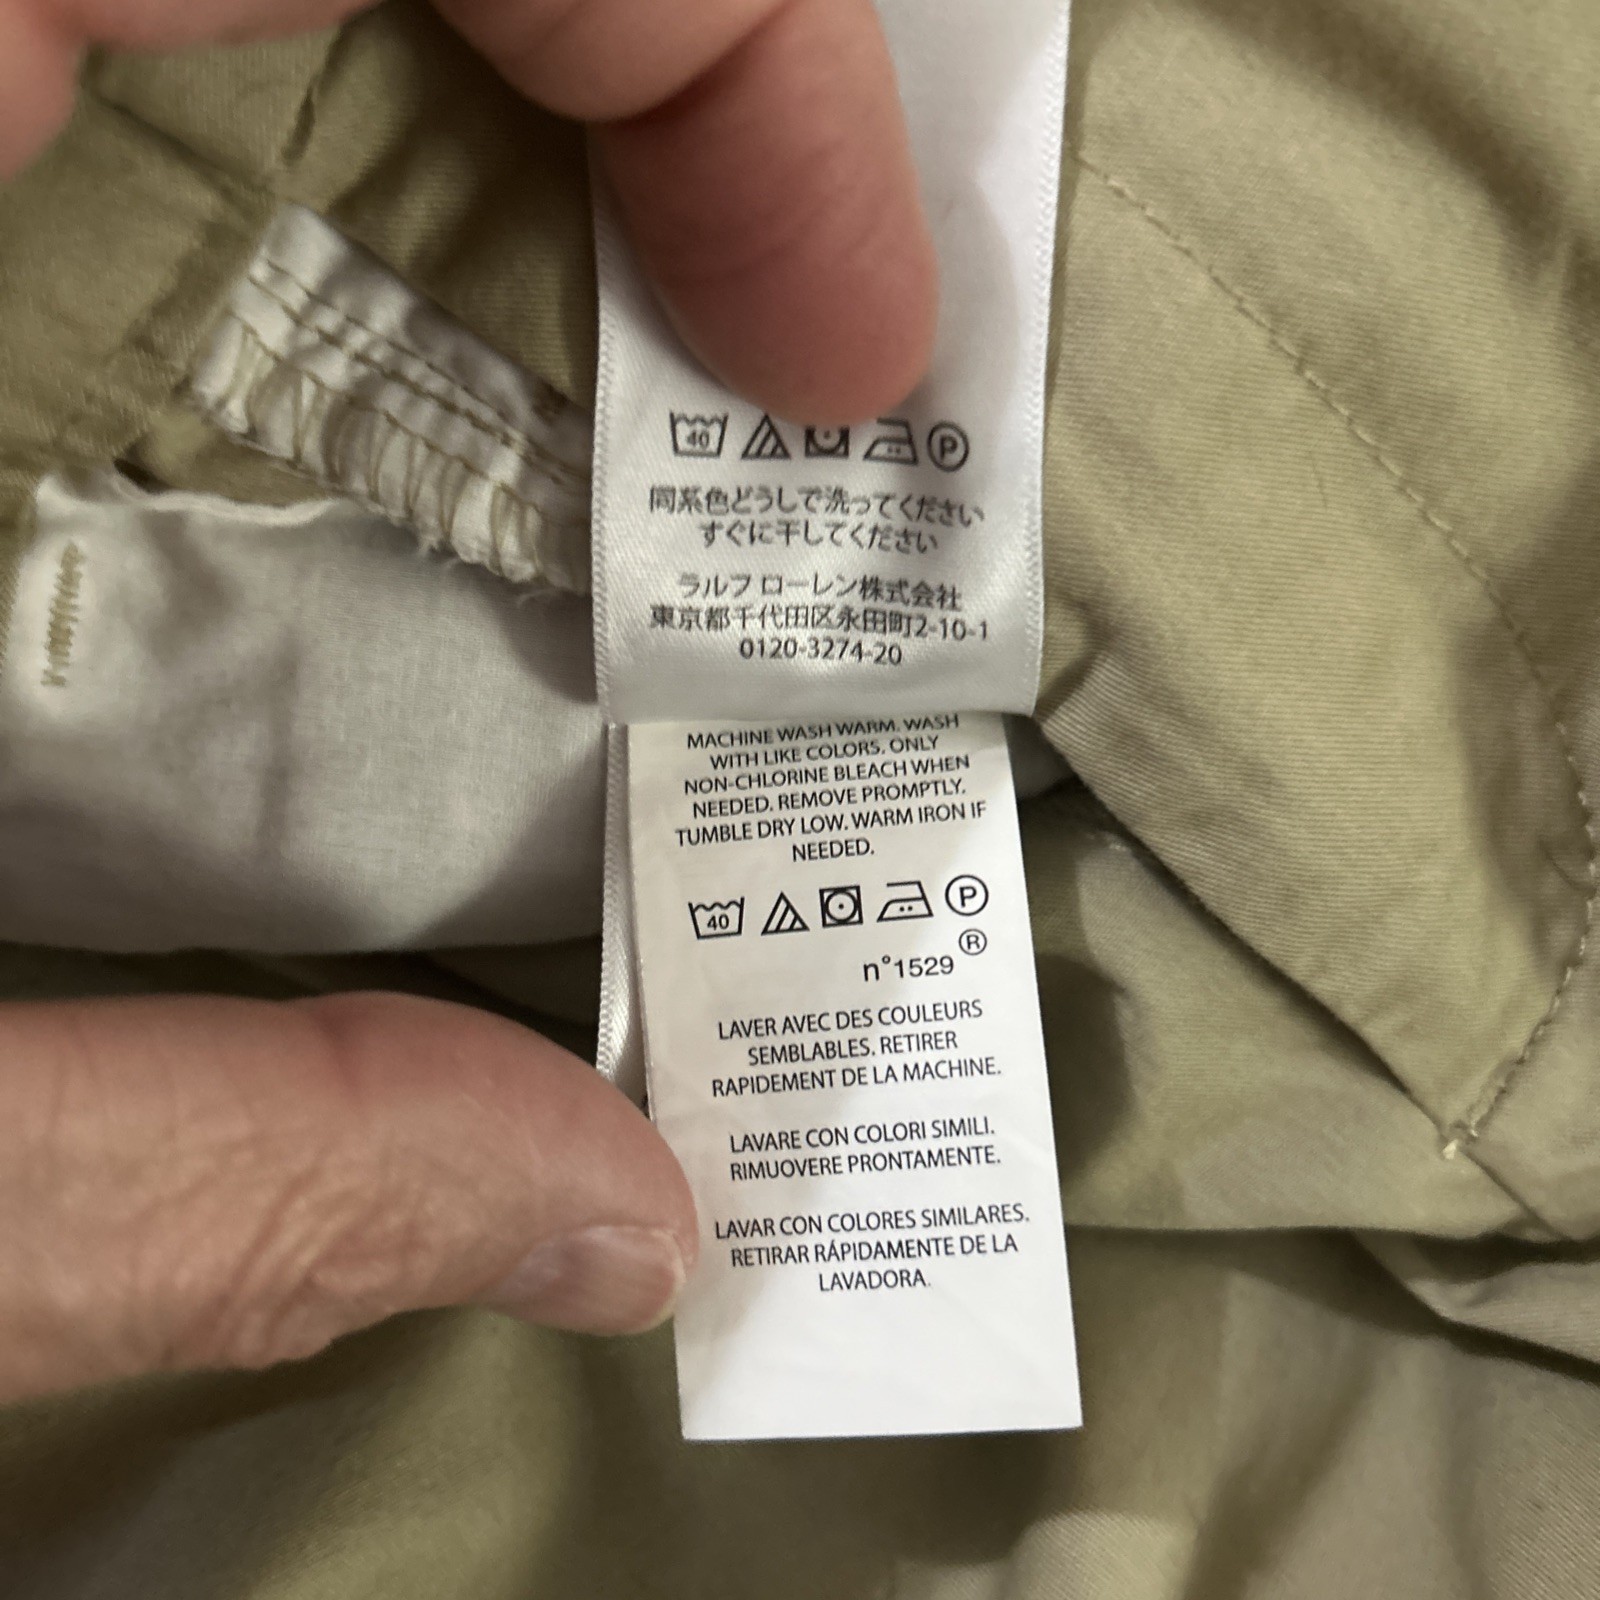 40 P
同系色どうしで洗ってください
すぐに干してください
ラルフ ローレン株式会社
東京都千代田区永田町2-10-1
0120-3274-20
MACHINE WASH WARM. WASH
WITH LIKE COLORS. ONLY
NON-CHLORINE BLEACH WHEN
NEEDED. REMOVE PROMPTLY.
TUMBLE DRY LOW. WARM IRON IF
NEEDED.
40 P
n°1529 ®
LAVER AVEC DES COULEURS
SEMBLABLES. RETIRER
RAPIDEMENT DE LA MACHINE.
LAVARE CON COLORI SIMILI.
RIMUOVERE PRONTAMENTE.
LAVAR CON COLORES SIMILARES.
RETIRAR RÁPIDAMENTE DE LA
LAVADORA.